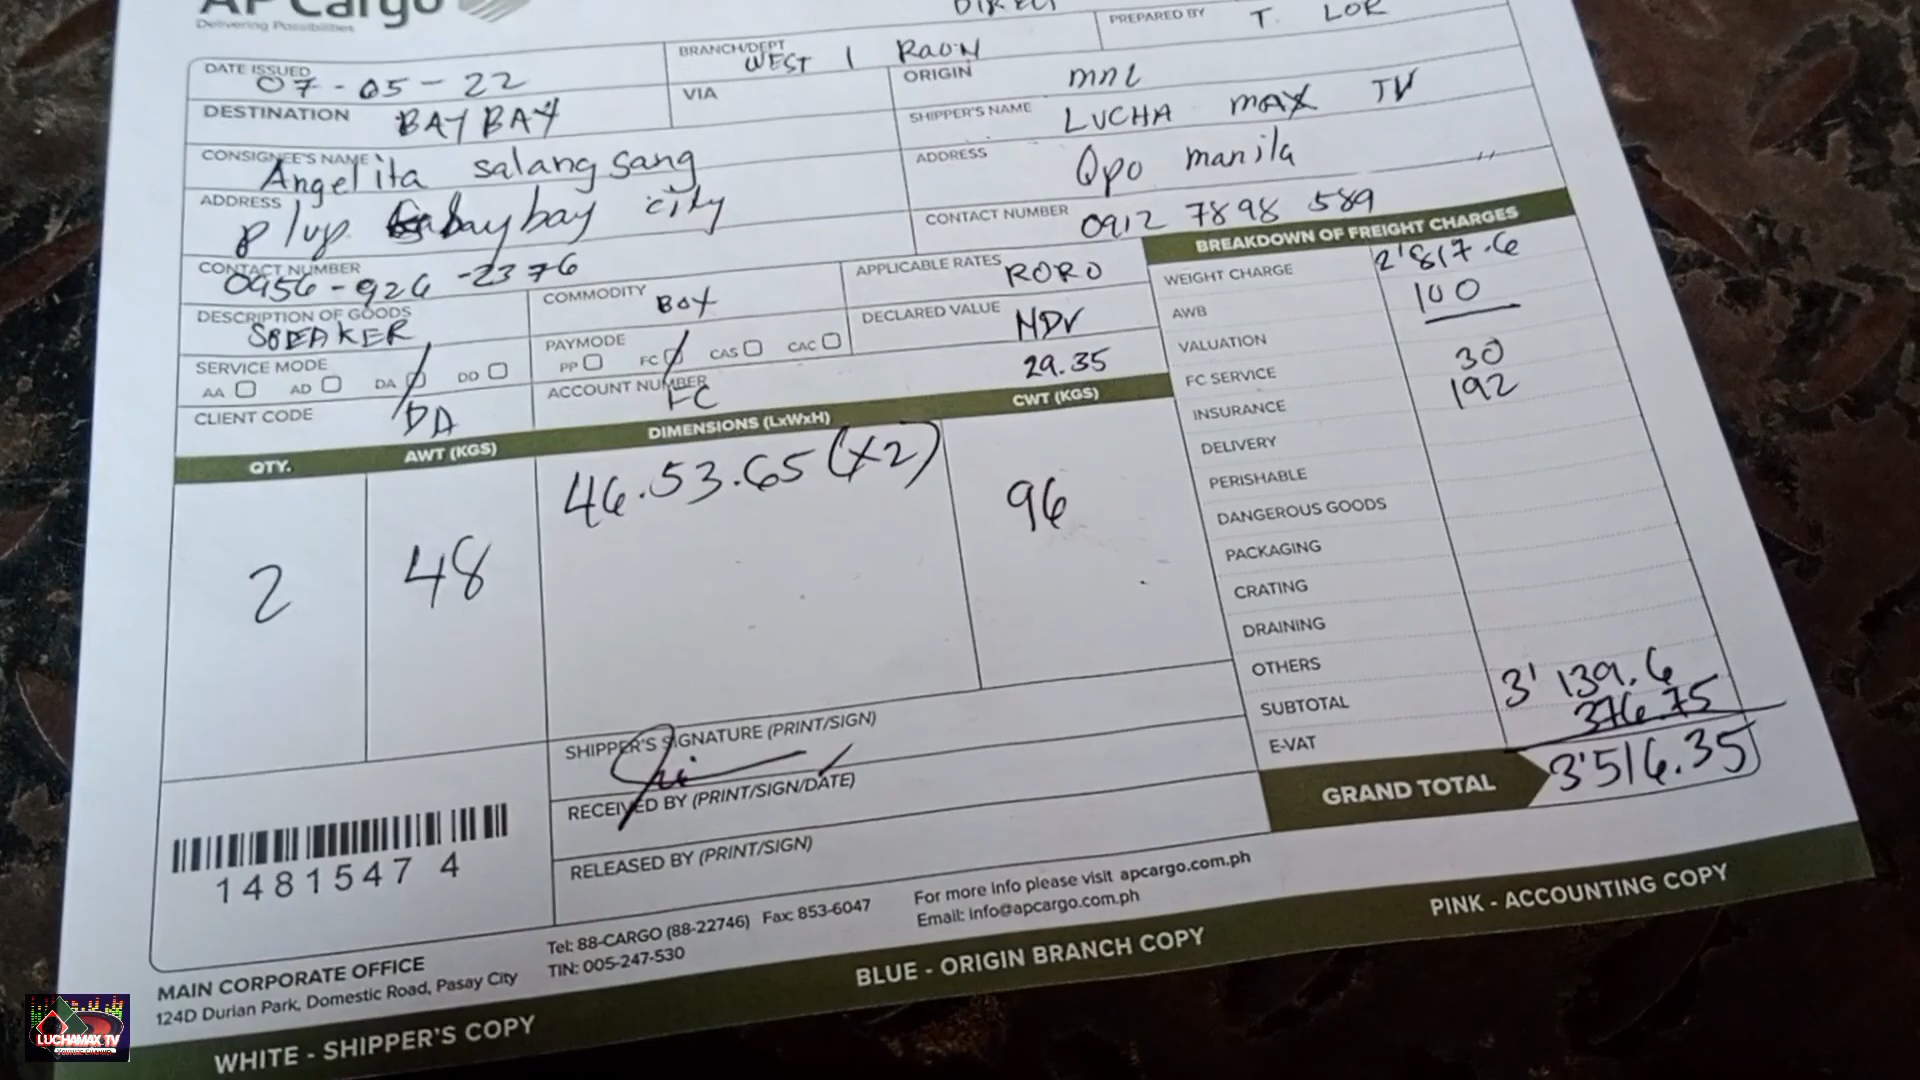 AP Cargo
Delivering Possibilities
DIRECT
PREPARED BY T. LOR
DATE ISSUED 07-05-22
BRANCH/DEPT WEST 1 RAON
DESTINATION BAYBAY
VIA
ORIGIN mnl
SHIPPER'S NAME LUCHA MAX TV
CONSIGNEE'S NAME Angelita salangsang
ADDRESS Qpo manila
ADDRESS p/up baybay city
CONTACT NUMBER 0912 7898 589
CONTACT NUMBER 0956-926-2376
APPLICABLE RATES RORO
DESCRIPTION OF GOODS SPEAKER
COMMODITY BOX
DECLARED VALUE NDV
SERVICE MODE
AA AD DA DD
PAYMODE
PP FC CAS CAC
29.35
CLIENT CODE DA
ACCOUNT NUMBER FC
QTY. AWT (KGS) DIMENSIONS (LxWxH) CWT (KGS)
2 48 46.53.65 (x2) 96
BREAKDOWN OF FREIGHT CHARGES
WEIGHT CHARGE 2'817.6
AWB 100
VALUATION
FC SERVICE 30
INSURANCE 192
DELIVERY
PERISHABLE
DANGEROUS GOODS
PACKAGING
CRATING
DRAINING
OTHERS
SUBTOTAL 3'139.6
E-VAT 376.75
GRAND TOTAL 3'516.35
SHIPPER'S SIGNATURE (PRINT/SIGN)
RECEIVED BY (PRINT/SIGN/DATE)
RELEASED BY (PRINT/SIGN)
1481547 4
MAIN CORPORATE OFFICE
124D Durian Park, Domestic Road, Pasay City
Tel: 88-CARGO (88-22746) Fax: 853-6047
TIN: 005-247-530
For more info please visit apcargo.com.ph
Email: info@apcargo.com.ph
WHITE - SHIPPER'S COPY
BLUE - ORIGIN BRANCH COPY
PINK - ACCOUNTING COPY
LUCHAMAX TV
YOUTUBE CHANNEL